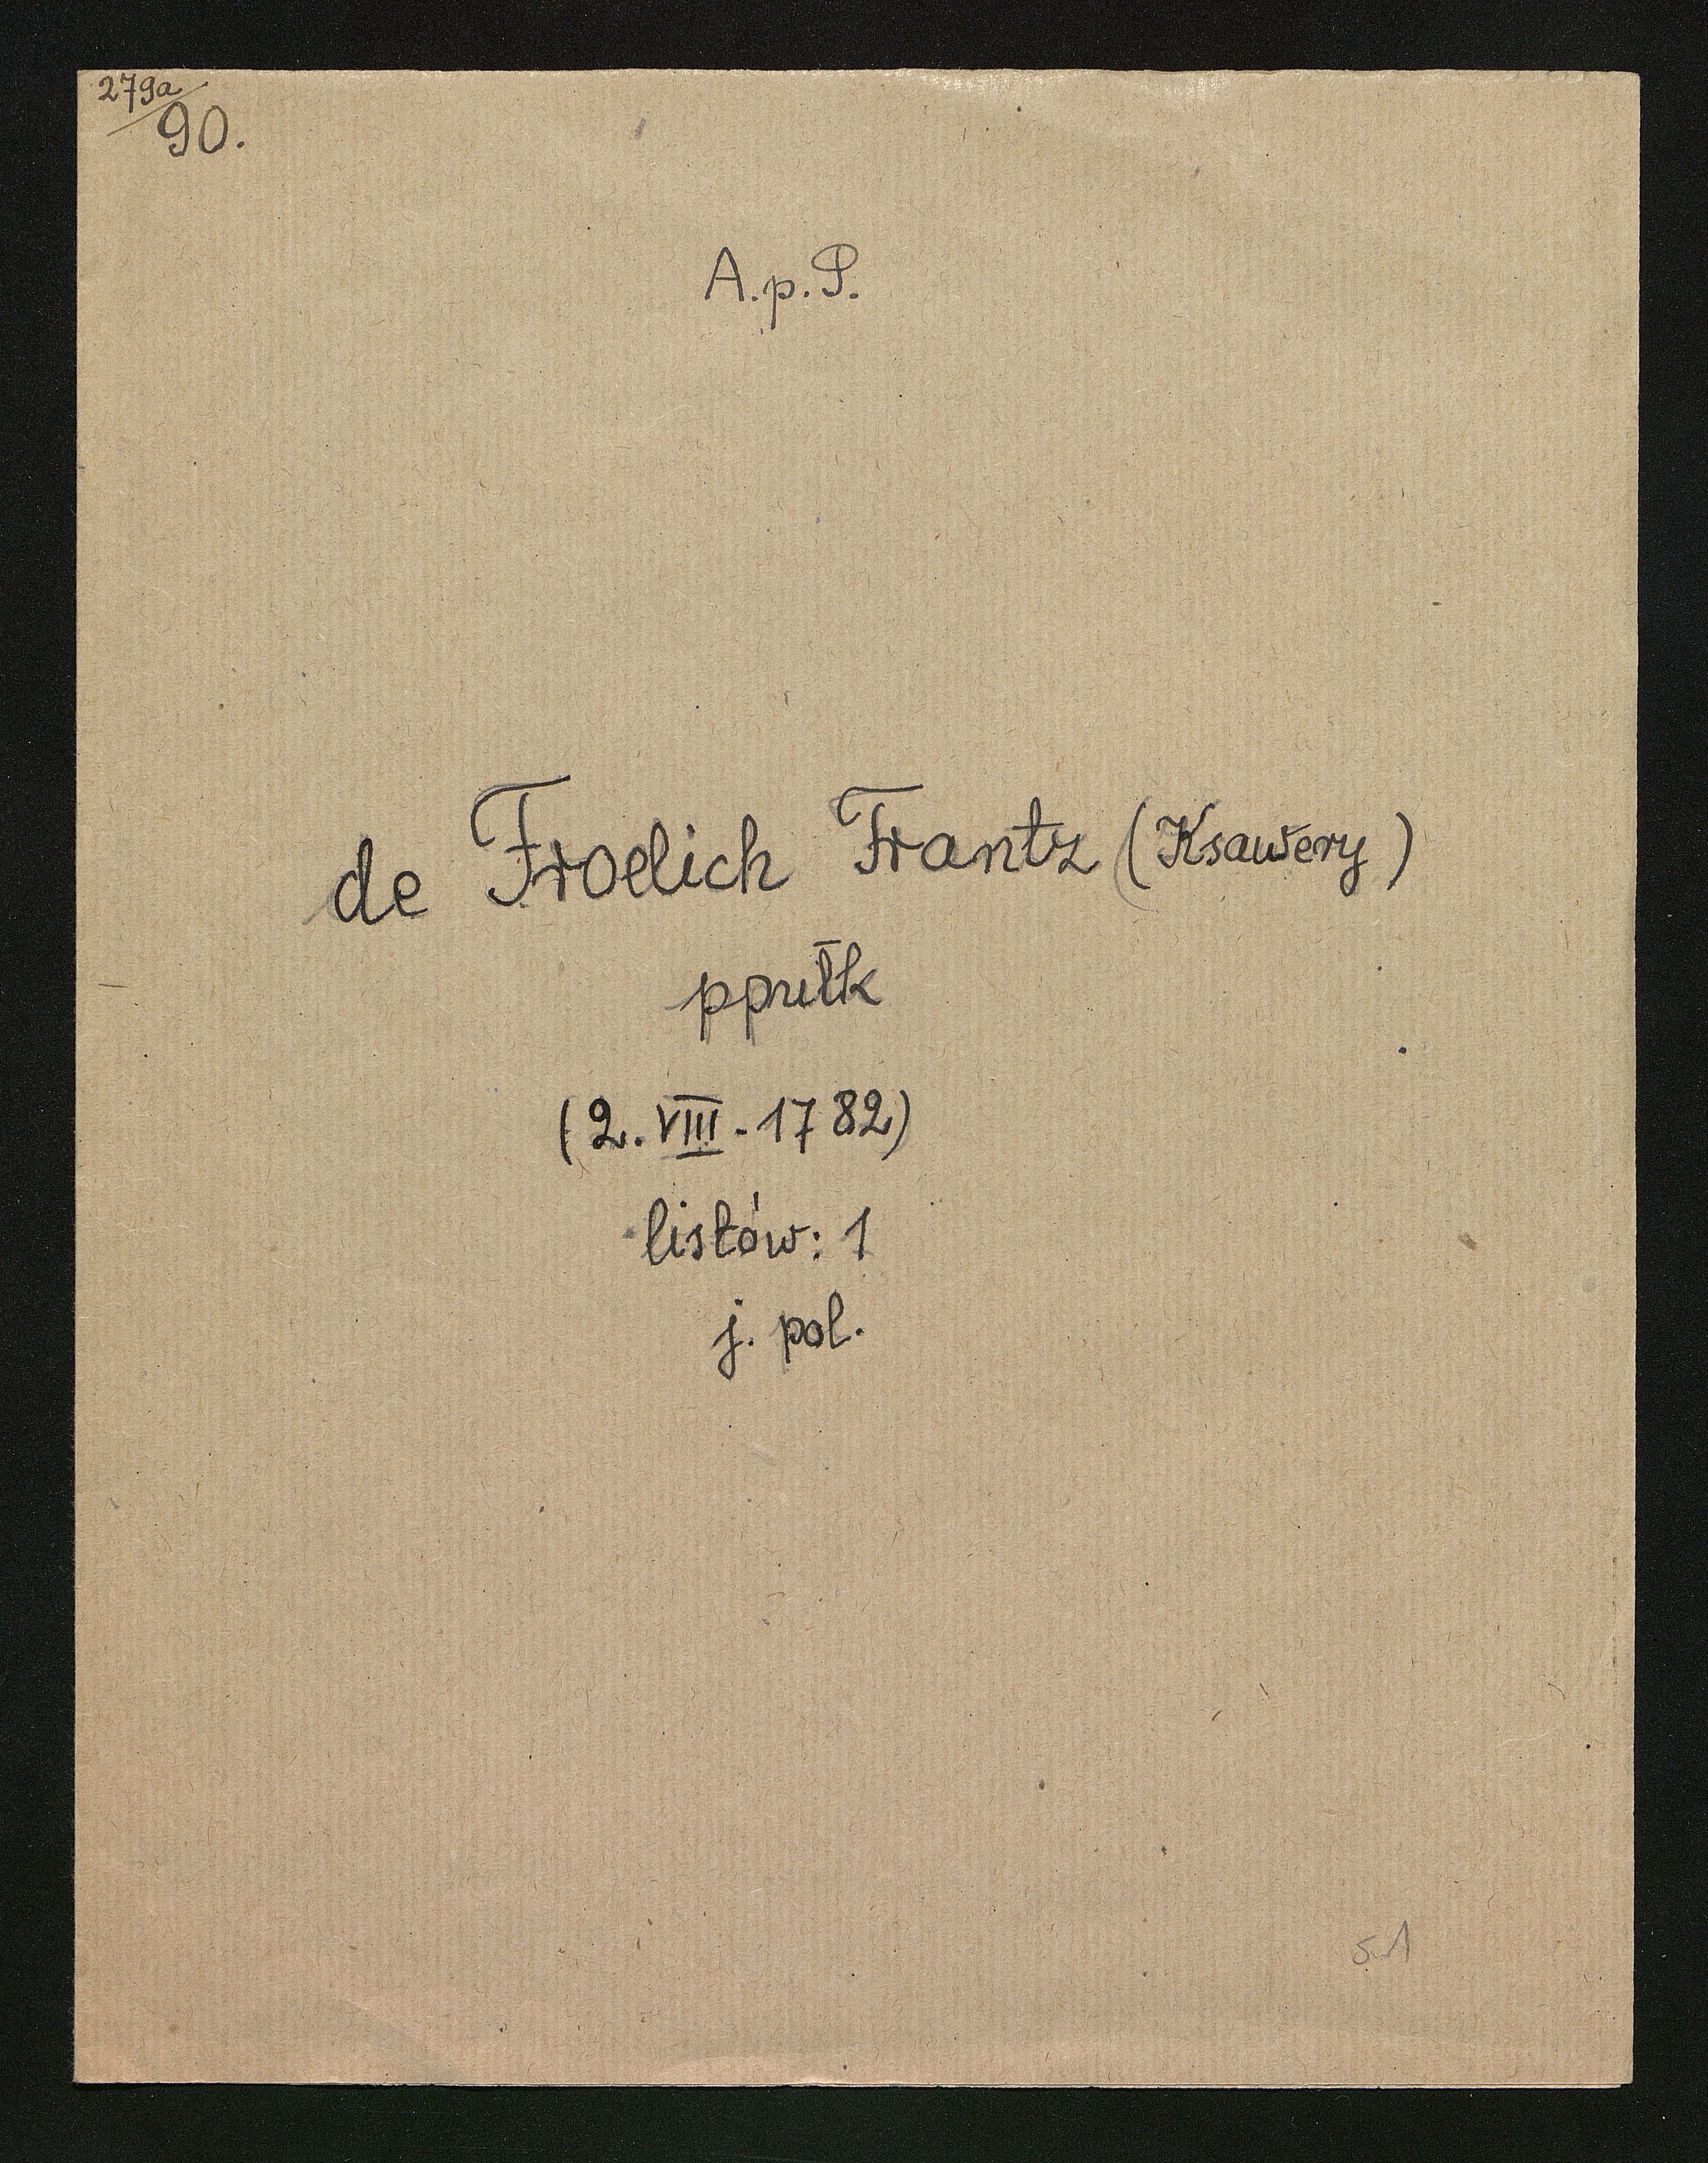 279a/90.
A.p.P.
de Froelich Frantz (Ksawery)
ppułk
(2.VIII.1782)
listów: 1
j. pol.